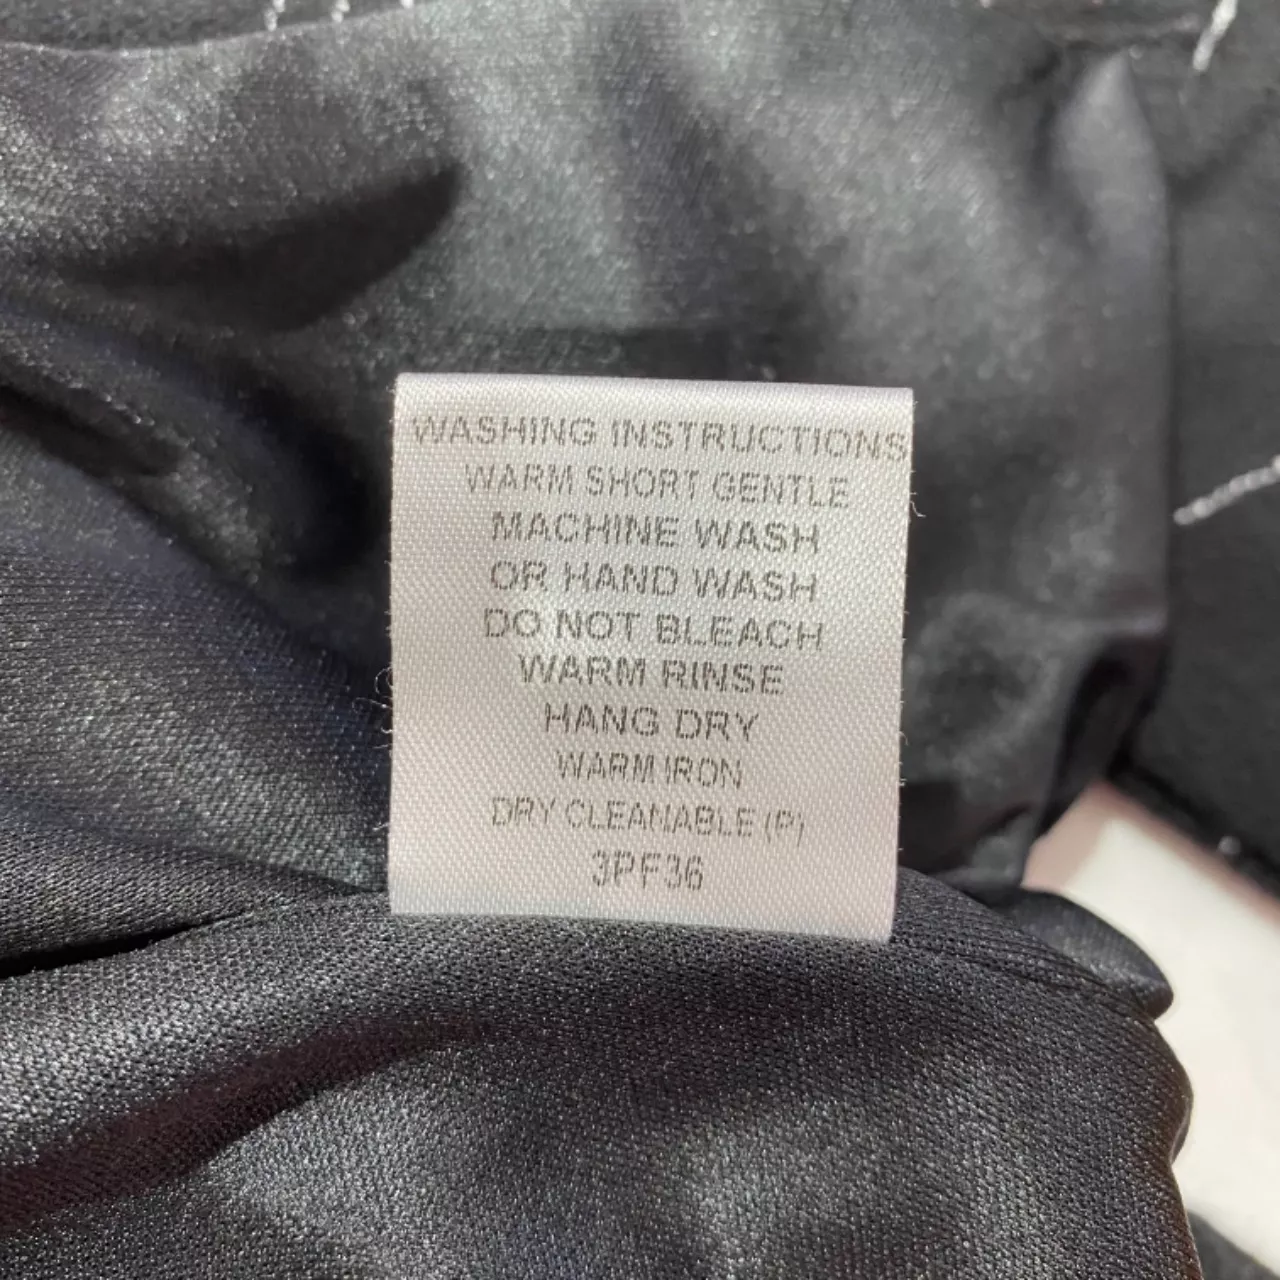 WASHING INSTRUCTIONS
WARM SHORT GENTLE
MACHINE WASH
OR HAND WASH
DO NOT BLEACH
WARM RINSE
HANG DRY
WARM IRON
DRY CLEANABLE (P)
3PF36